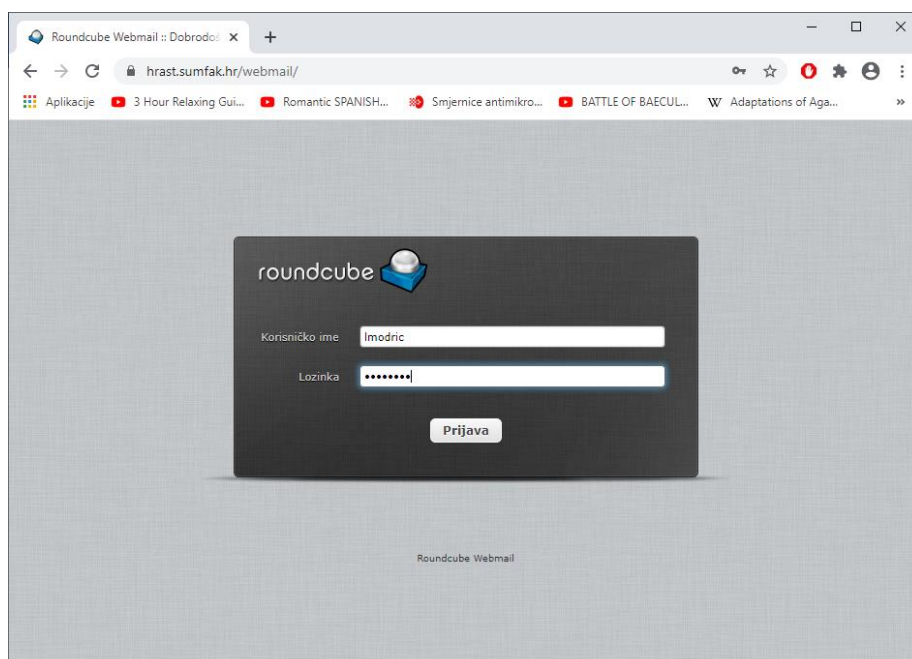 Roundcube Webmail :: Dobrodoš
hrast.sumfak.hr/webmail/
Aplikacije 3 Hour Relaxing Gui... Romantic SPANISH... Smjernice antimikro... BATTLE OF BAECUL... W Adaptations of Aga... »
roundcube
Korisničko ime lmodric
Lozinka ••••••••
Prijava
Roundcube Webmail